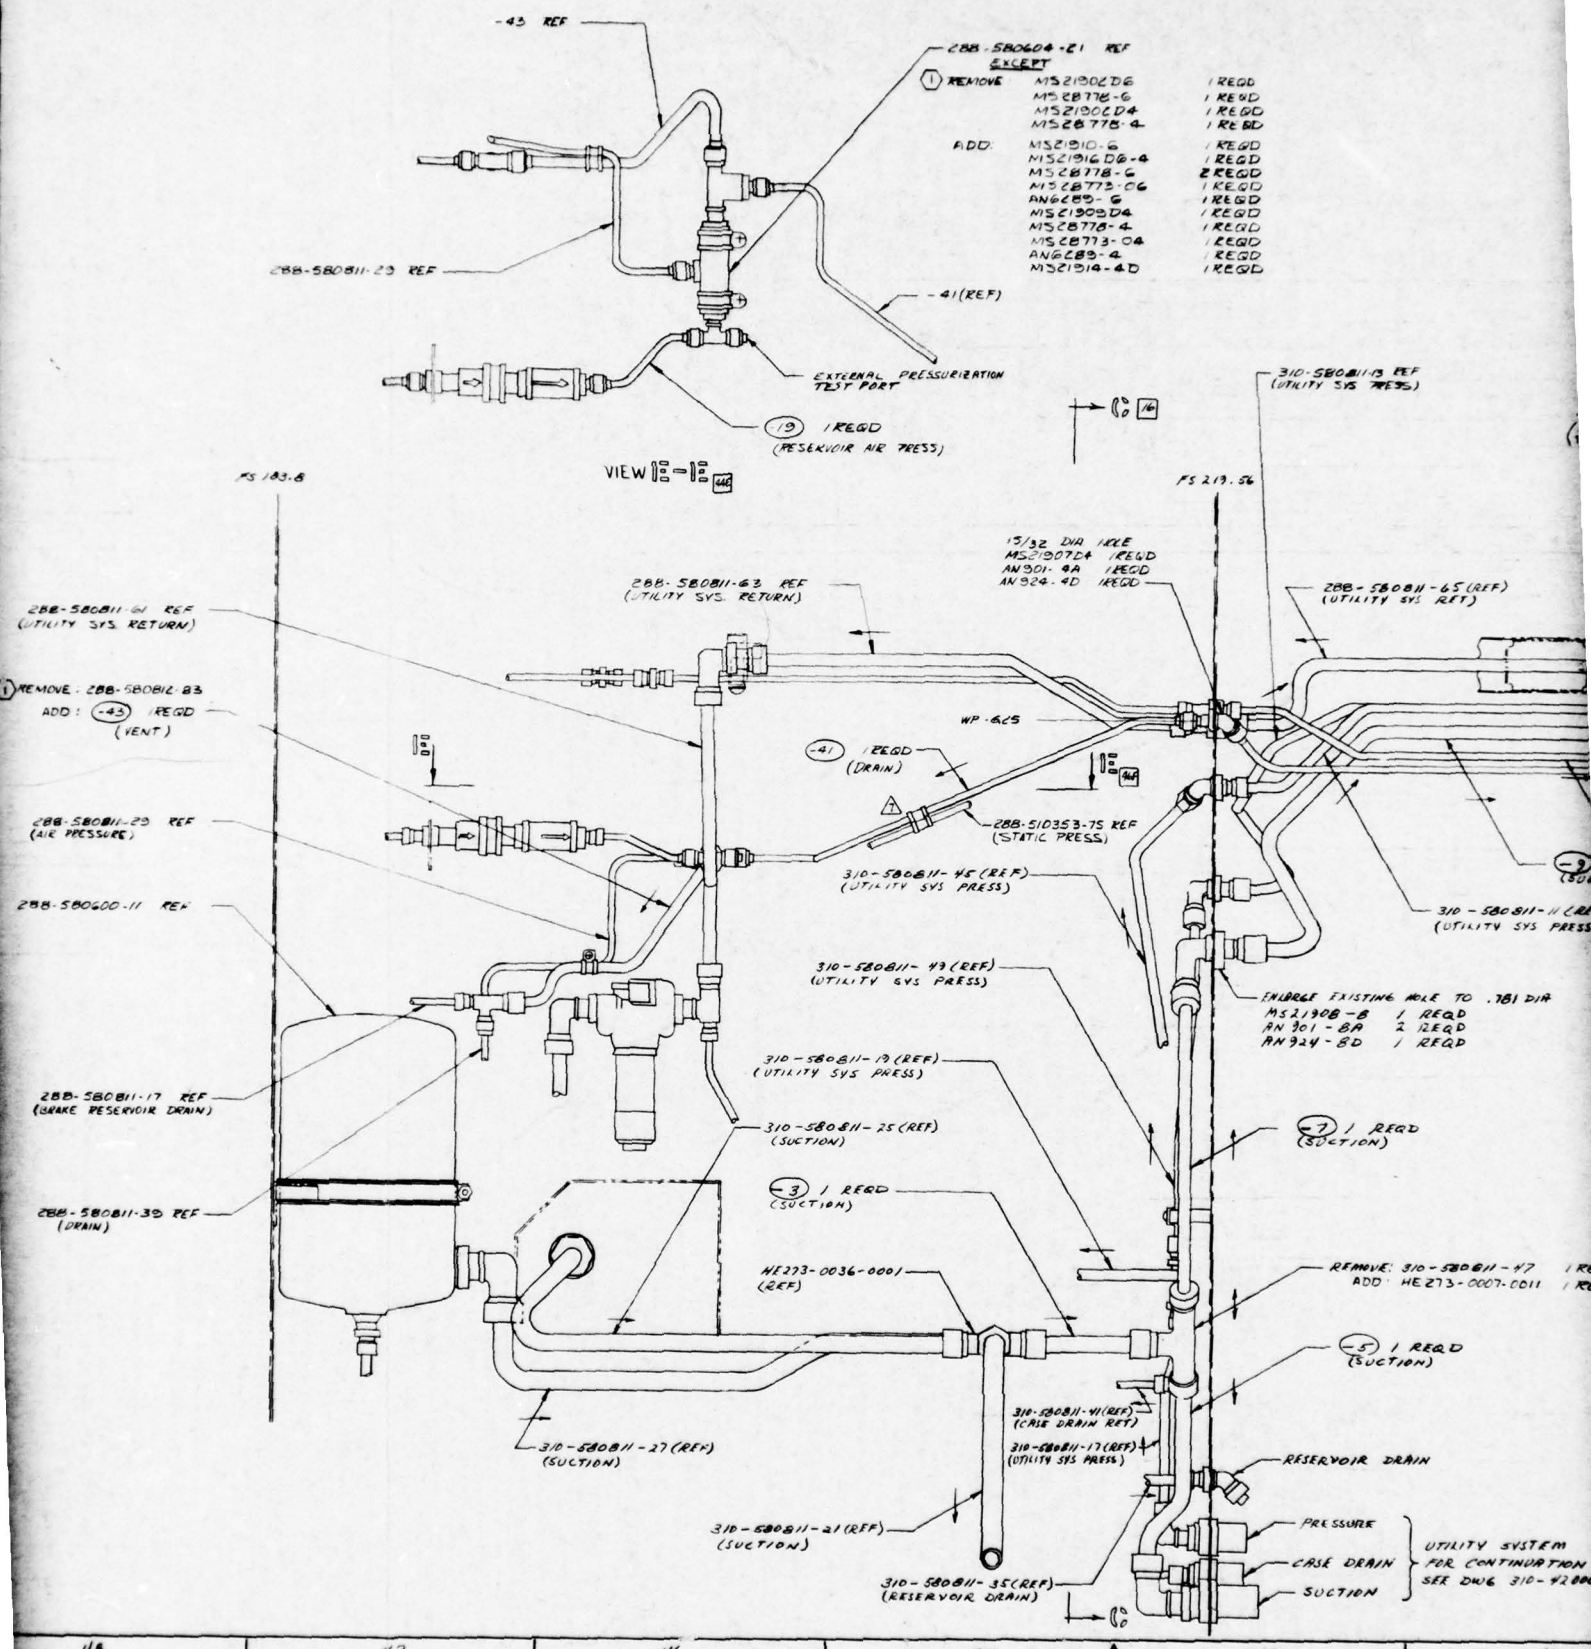 -43 REF
288-580604-21 REF
EXCEPT
1 REMOVE MS21902D6 1 REQD
MS28778-6 1 REQD
MS21902D4 1 REQD
MS28778-4 1 REQD
ADD: MS21910-6 1 REQD
MS21916D6-4 1 REQD
MS28778-6 2 REQD
MS28773-06 1 REQD
AN6289-6 1 REQD
MS21909D4 1 REQD
MS28778-4 1 REQD
MS28773-04 1 REQD
AN6289-4 1 REQD
MS21914-4D 1 REQD
288-580811-29 REF
-41(REF)
EXTERNAL PRESSURIZATION
TEST PORT
-19 1 REQD
(RESERVOIR AIR PRESS)
VIEW E-E
310-580811-13 REF
(UTILITY SYS PRESS)
C 16
FS 183.8
FS 219.56
15/32 DIA HOLE
MS21907D4 1 REQD
AN901-4A 1 REQD
AN924-4D 1 REQD
288-580811-63 REF
(UTILITY SYS. RETURN)
288-580811-65(REF)
(UTILITY SYS RET)
288-580811-61 REF
(UTILITY SYS. RETURN)
1 REMOVE: 288-580812-83
ADD: -43 1 REQD
(VENT)
WP-625
-41 1 REQD
(DRAIN)
E
E
7
288-510353-75 REF
(STATIC PRESS)
288-580811-29 REF
(AIR PRESSURE)
310-580811-45(REF)
(UTILITY SYS PRESS)
-9
288-580600-11 REF
310-580811-11
(UTILITY SYS PRESS
310-580811-49(REF)
(UTILITY SYS PRESS)
ENLARGE EXISTING HOLE TO .781 DIA
MS21908-8 1 REQD
AN901-8A 2 REQD
AN924-8D 1 REQD
310-580811-19(REF)
(UTILITY SYS PRESS)
288-580811-17 REF
(BRAKE RESERVOIR DRAIN)
310-580811-25(REF)
(SUCTION)
-7 1 REQD
(SUCTION)
-3 1 REQD
(SUCTION)
288-580811-39 REF
(DRAIN)
HE273-0036-0001
(REF)
REMOVE: 310-580811-47 1
ADD: HE273-0007-0011 1
-5 1 REQD
(SUCTION)
310-580811-41(REF)
(CASE DRAIN RET)
310-580811-17(REF)
(UTILITY SYS PRESS)
310-580811-27(REF)
(SUCTION)
RESERVOIR DRAIN
310-580811-21(REF)
(SUCTION)
PRESSURE
CASE DRAIN
SUCTION
UTILITY SYSTEM
FOR CONTINUATION
SEE DWG 310-42
310-580811-35(REF)
(RESERVOIR DRAIN)
C